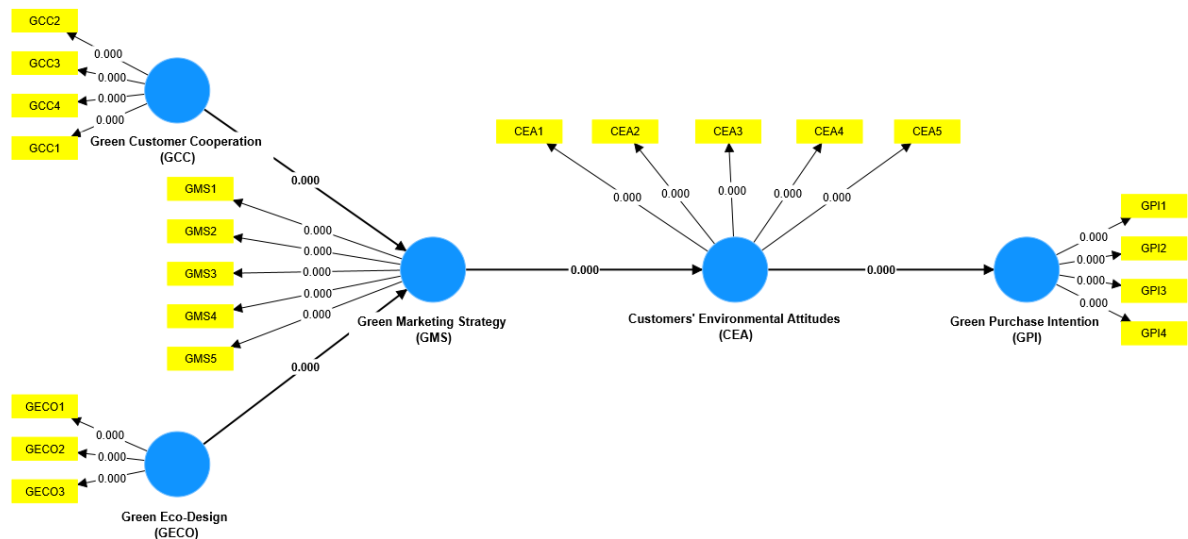 GCC2
0.000
GCC3
0.000
GCC4
0.000
GCC1
0.000
Green Customer Cooperation
(GCC)
0.000
GMS1
0.000
GMS2
0.000
GMS3
0.000
GMS4
0.000
GMS5
0.000
Green Marketing Strategy
(GMS)
0.000
GECO1
0.000
GECO2
0.000
GECO3
0.000
Green Eco-Design
(GECO)
0.000
CEA1
CEA2
CEA3
CEA4
CEA5
0.000
0.000
0.000
0.000
0.000
Customers' Environmental Attitudes
(CEA)
0.000
GPI1
0.000
GPI2
0.000
GPI3
0.000
GPI4
0.000
Green Purchase Intention
(GPI)